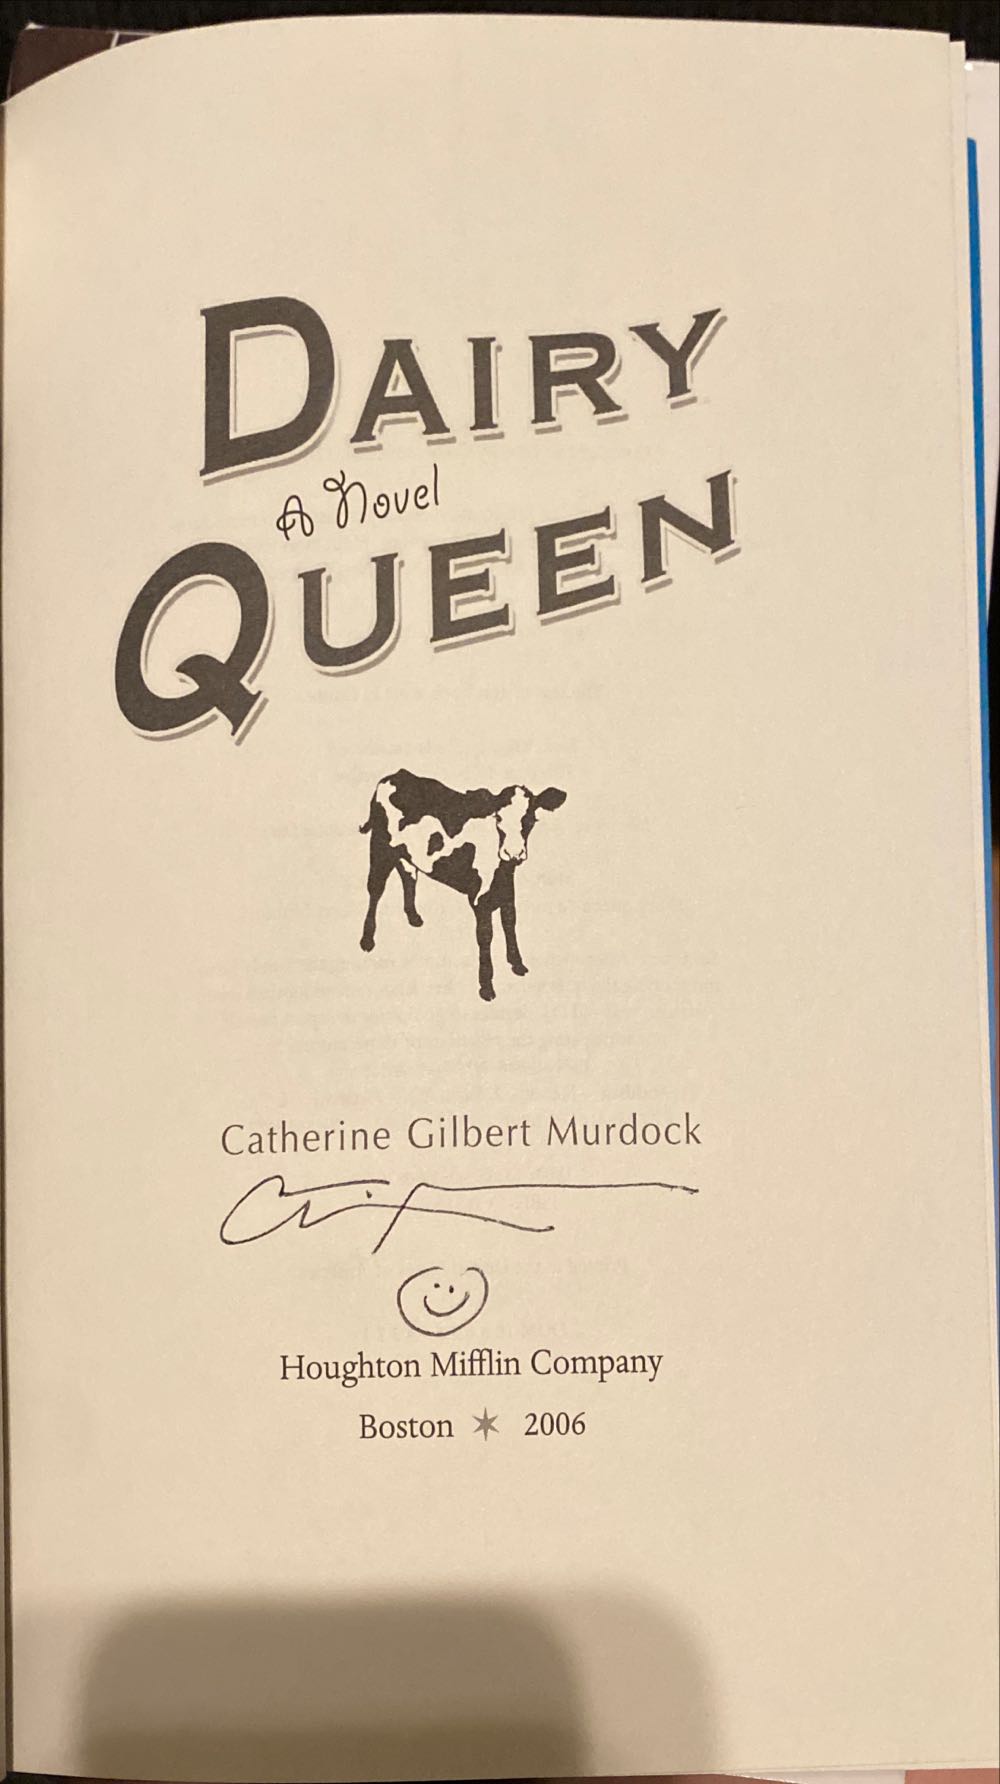 DAIRY
A Novel
QUEEN
Catherine Gilbert Murdock
Houghton Mifflin Company
Boston ✶ 2006